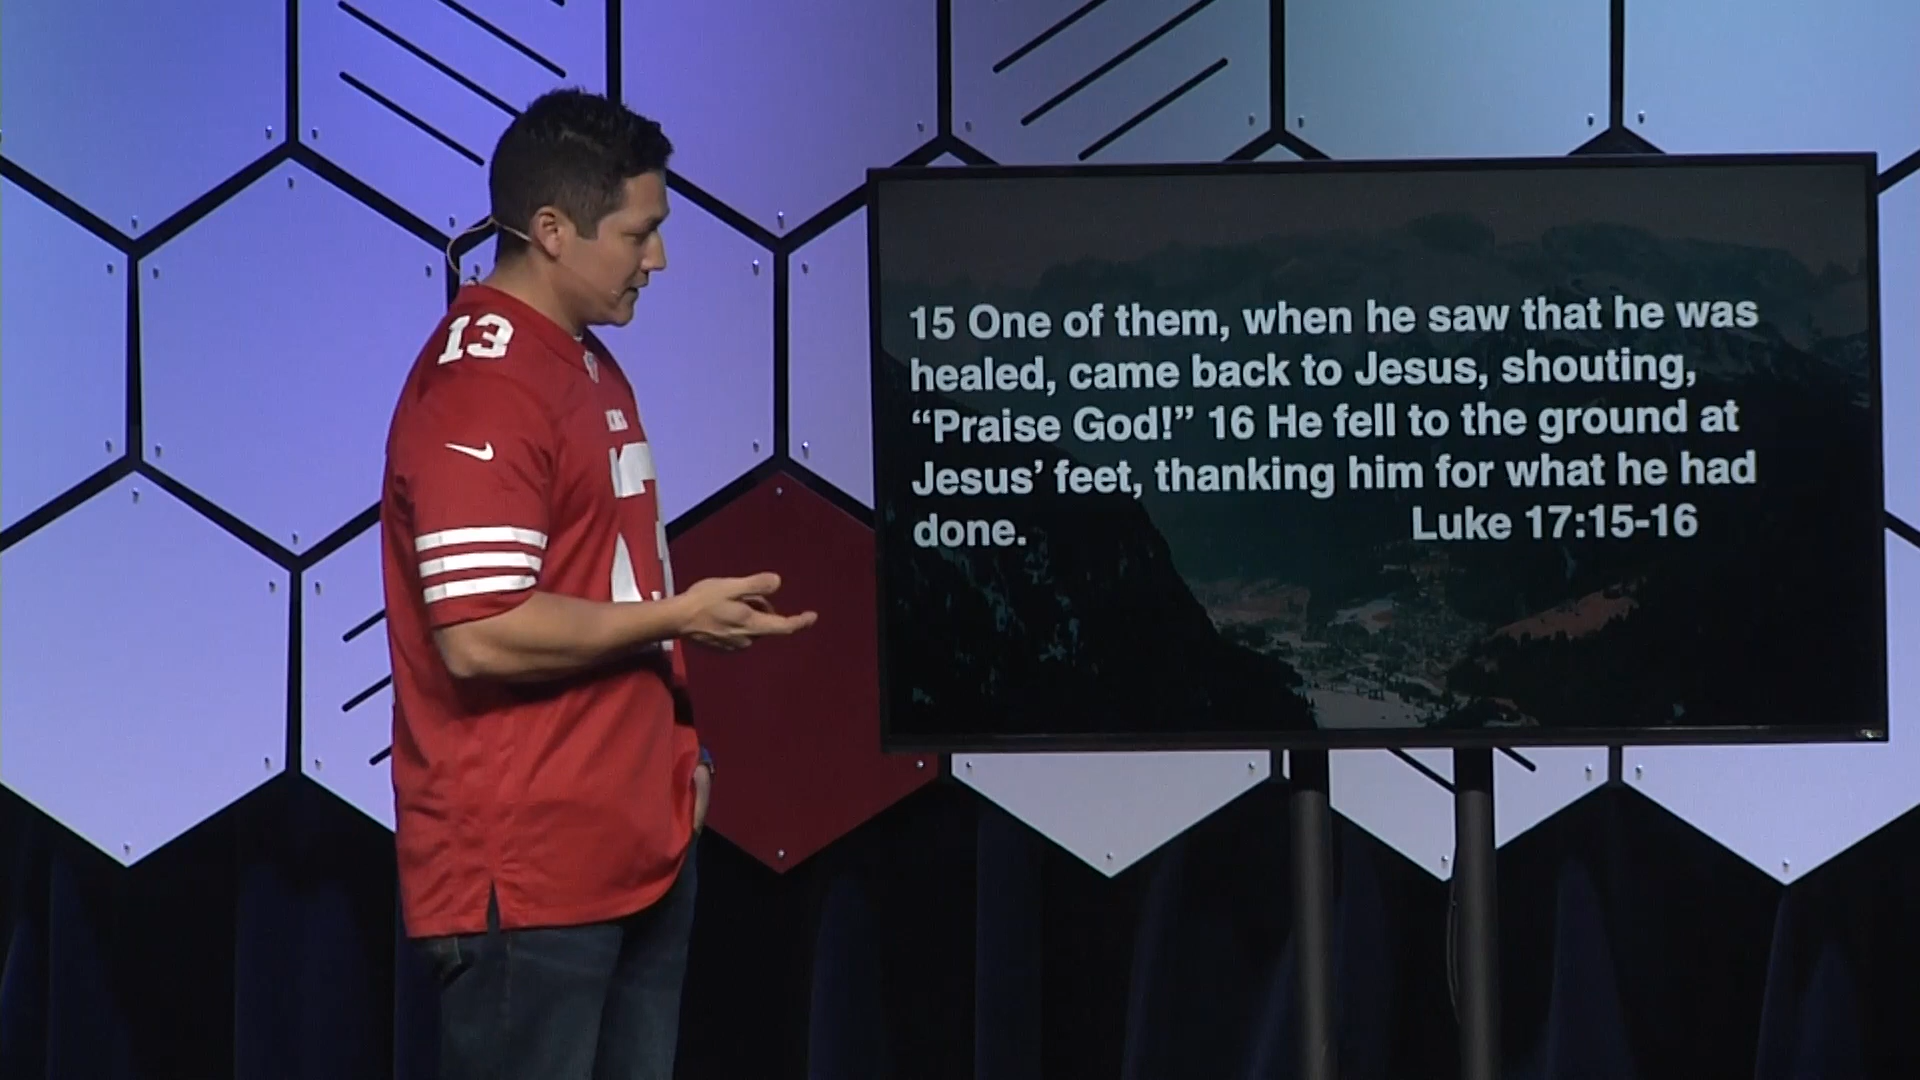 13
15 One of them, when he saw that he was
healed, came back to Jesus, shouting,
“Praise God!” 16 He fell to the ground at
Jesus’ feet, thanking him for what he had
done. Luke 17:15-16